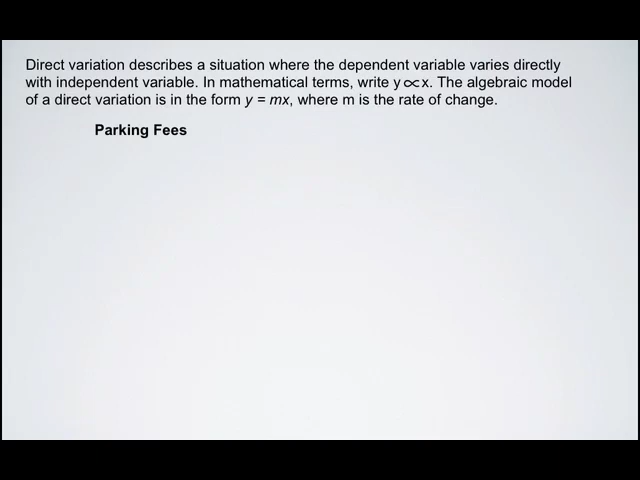 Direct variation describes a situation where the dependent variable varies directly
with independent variable. In mathematical terms, write y ∝ x. The algebraic model
of a direct variation is in the form y = mx, where m is the rate of change.
Parking Fees